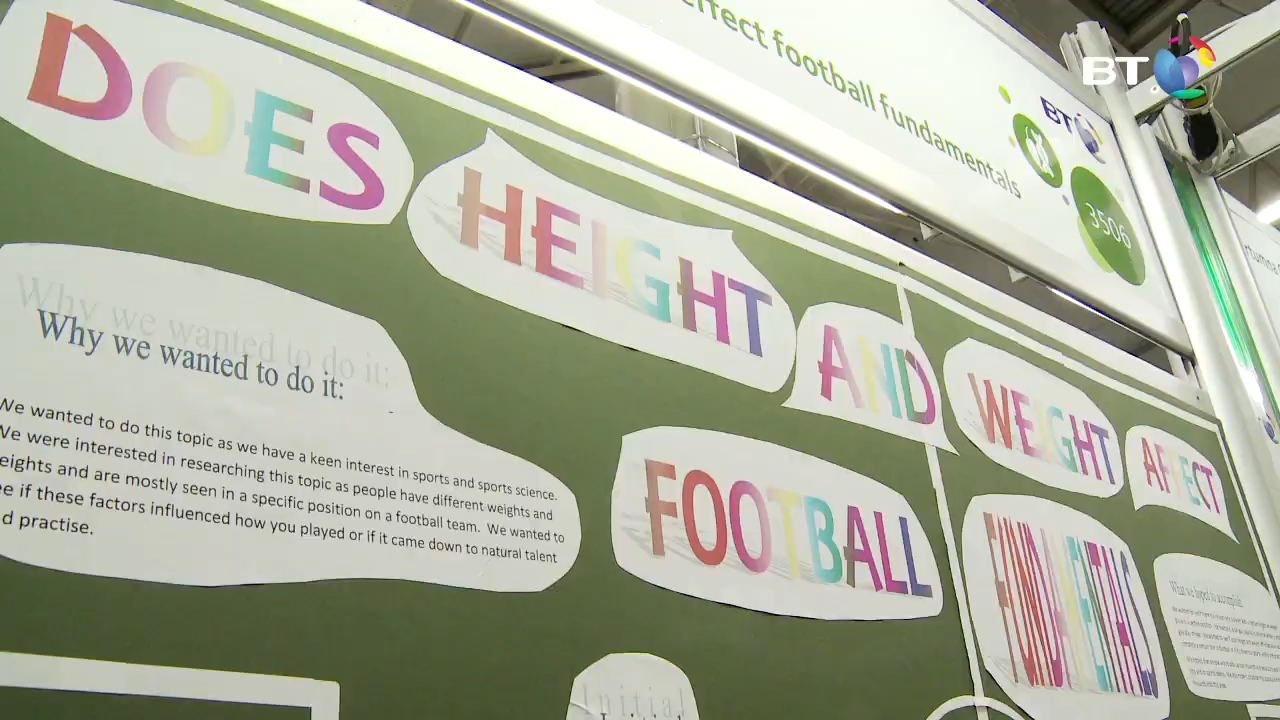 effect football fundamentals
BT
BT
3506
DOES HEIGHT AND WEIGHT AFFECT
FOOTBALL FUNDAMENTALS
Why we wanted to do it:
Why we wanted to do it:
We wanted to do this topic as we have a keen interest in sports and sports science.
We were interested in researching this topic as people have different weights and
eights and are mostly seen in a specific position on a football team. We wanted to
ee if these factors influenced how you played or if it came down to natural talent
d practise.
What we hoped to accomplish:
Initial